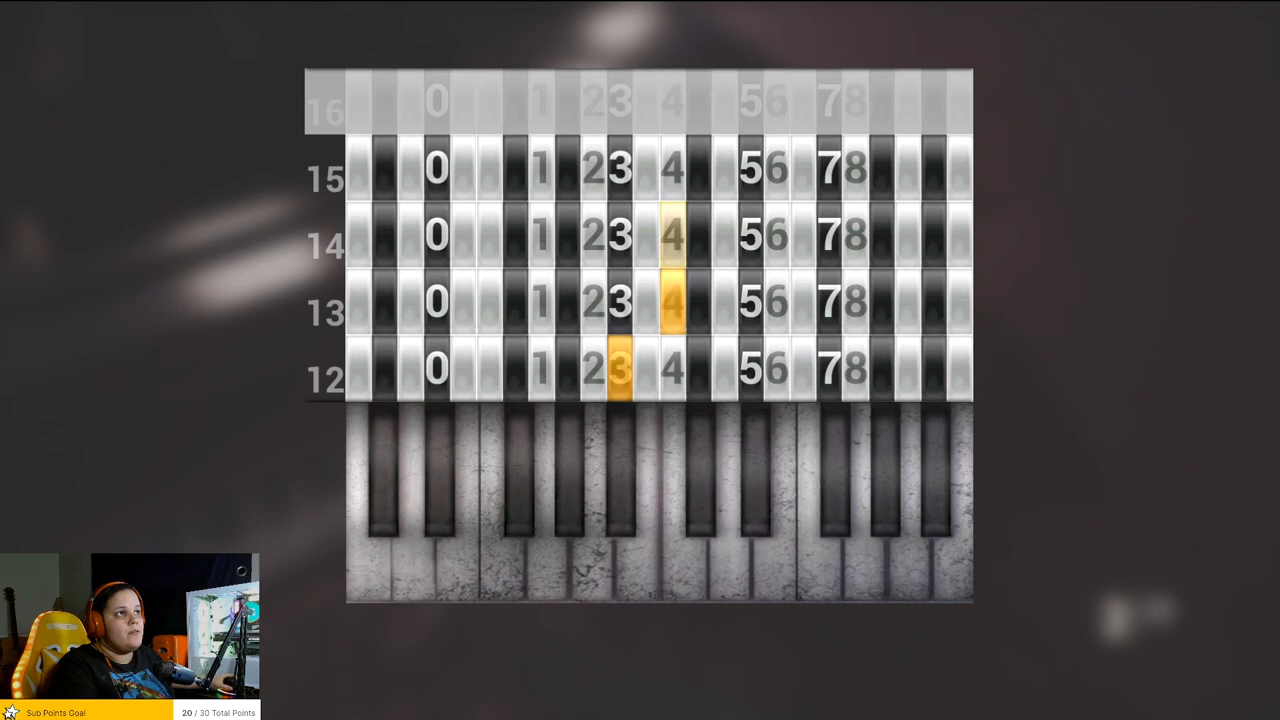 16 0 1 2 3 4 5 6 7 8
15 0 1 2 3 4 5 6 7 8
14 0 1 2 3 4 5 6 7 8
13 0 1 2 3 4 5 6 7 8
12 0 1 2 3 4 5 6 7 8
Sub Points Goal 20 / 30 Total Points